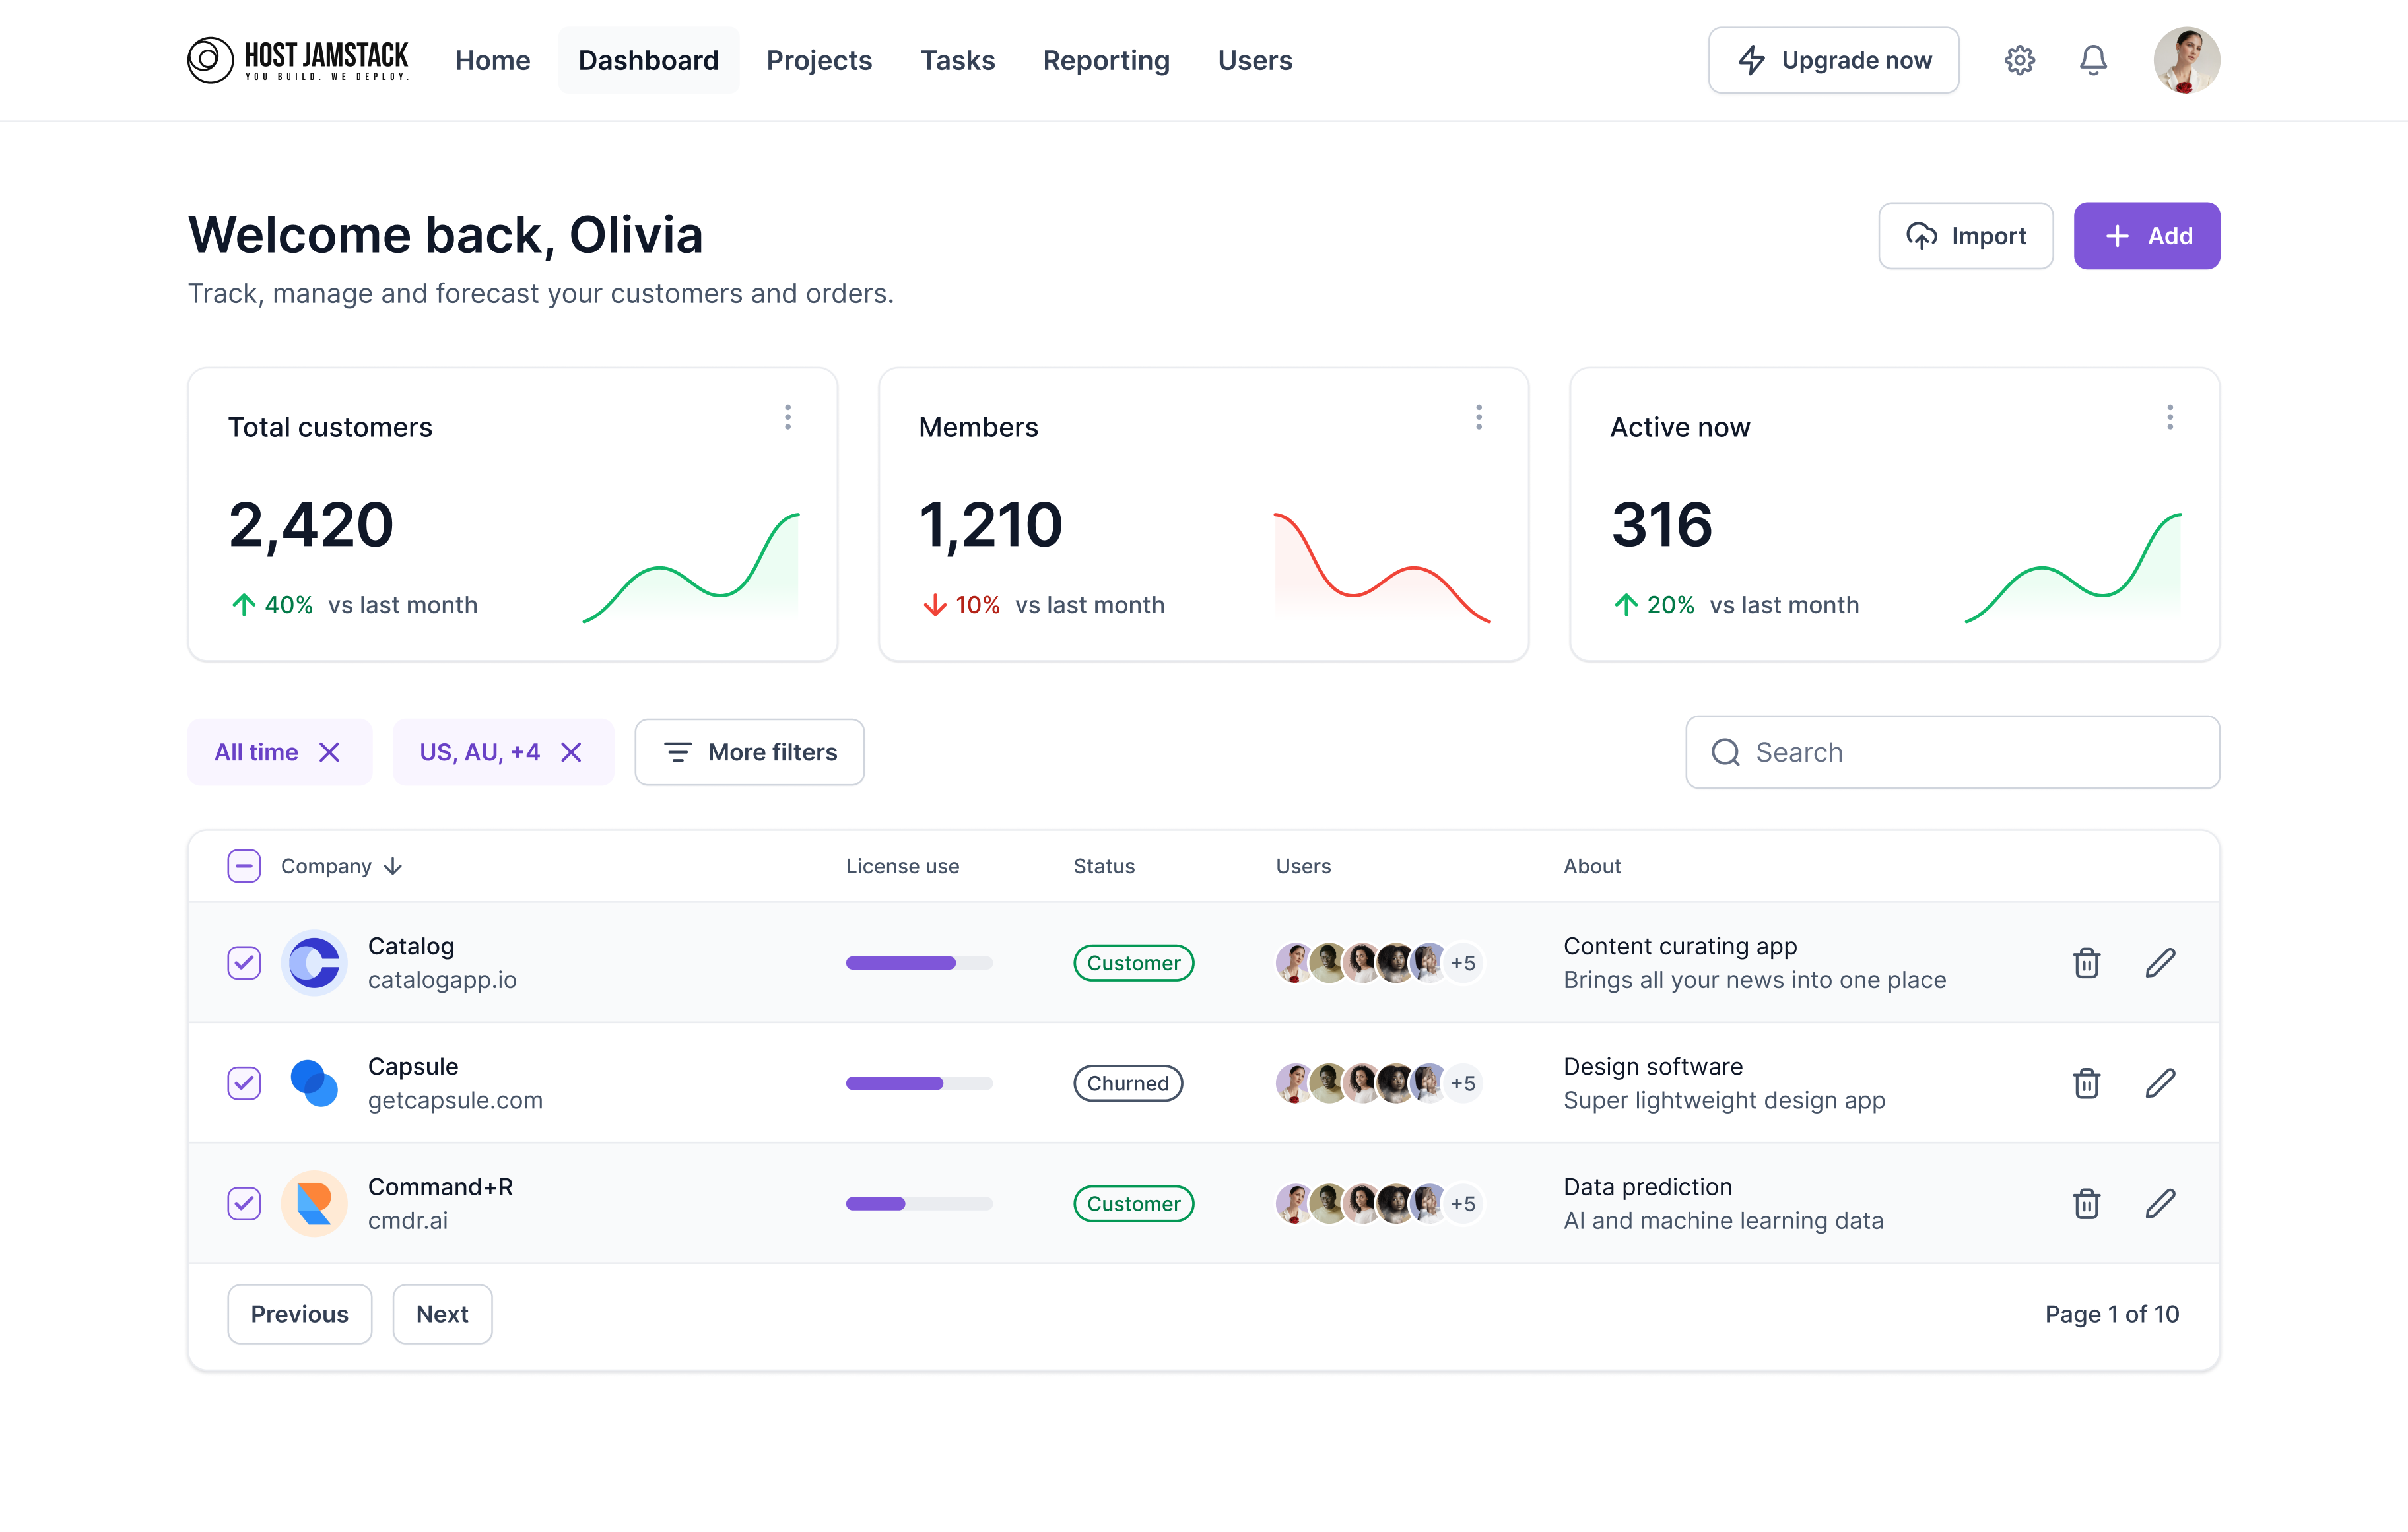 HOST JAMSTACK
YOU BUILD. WE DEPLOY.
Home
Dashboard
Projects
Tasks
Reporting
Users
Upgrade now
Welcome back, Olivia
Track, manage and forecast your customers and orders.
Import
Add
Total customers
2,420
40% vs last month
Members
1,210
10% vs last month
Active now
316
20% vs last month
All time
US, AU, +4
More filters
Search
Company
License use
Status
Users
About
Catalog
catalogapp.io
Customer
+5
Content curating app
Brings all your news into one place
Capsule
getcapsule.com
Churned
+5
Design software
Super lightweight design app
Command+R
cmdr.ai
Customer
+5
Data prediction
AI and machine learning data
Previous
Next
Page 1 of 10